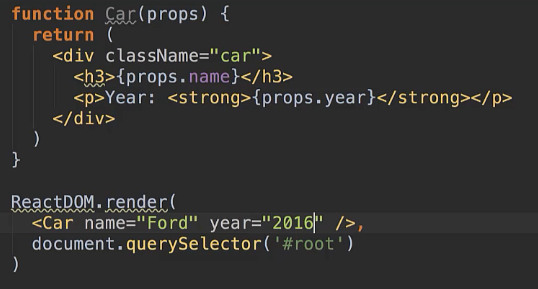 function Car(props) {
  return (
    <div className="car">
      <h3>{props.name}</h3>
      <p>Year: <strong>{props.year}</strong></p>
    </div>
  )
}

ReactDOM.render(
  <Car name="Ford" year="2016" />,
  document.querySelector('#root')
)